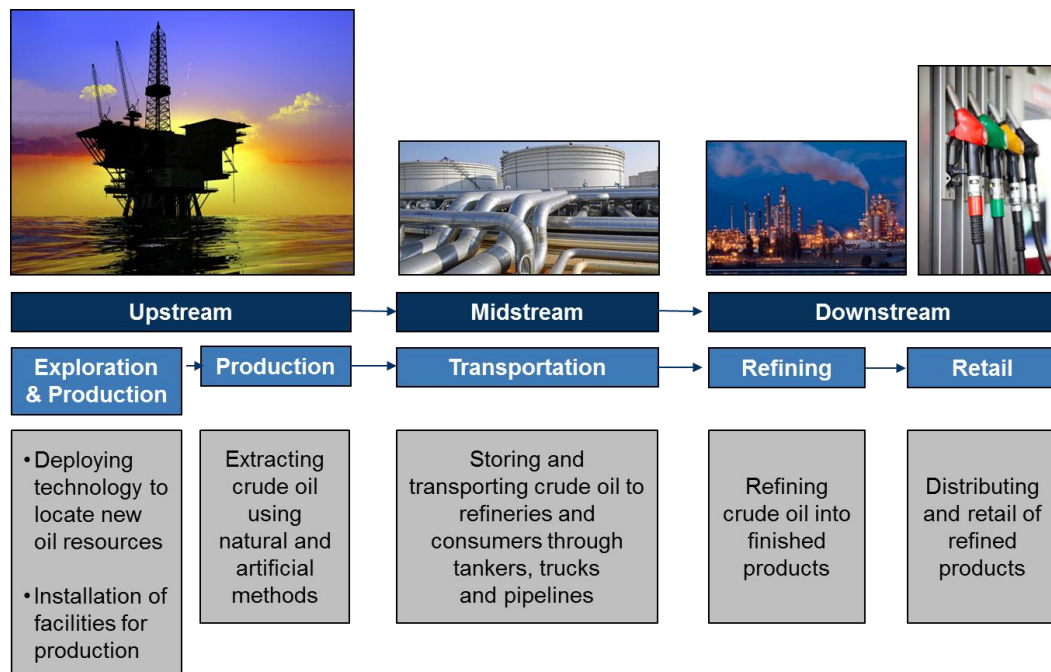 Upstream
Midstream
Downstream
Exploration
& Production
Production
Transportation
Refining
Retail
•Deploying
technology to
locate new
oil resources
•Installation of
facilities for
production
Extracting
crude oil
using
natural and
artificial
methods
Storing and
transporting crude oil to
refineries and
consumers through
tankers, trucks
and pipelines
Refining
crude oil into
finished
products
Distributing
and retail of
refined
products